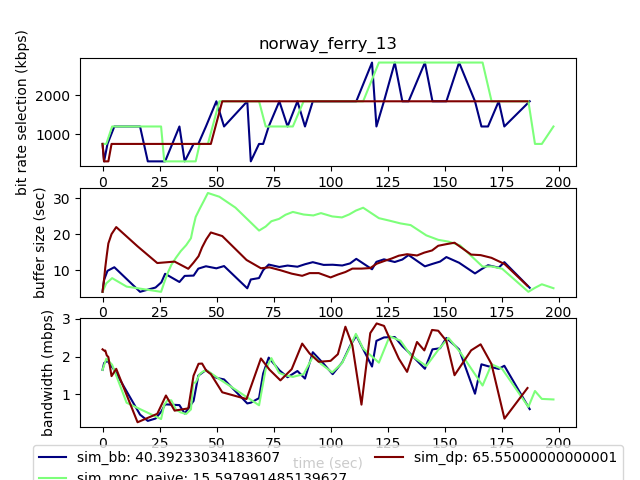 norway_ferry_13
bit rate selection (kbps)
2000
1000
0 25 50 75 100 125 150 175 200
buffer size (sec)
30
20
10
0 25 50 75 100 125 150 175 200
bandwidth (mbps)
3
2
1
0 25 50 75 100 125 150 175 200
time (sec)
sim_bb: 40.39233034183607
sim_dp: 65.55000000000001
sim_mpc_naive: 15.597991485139627